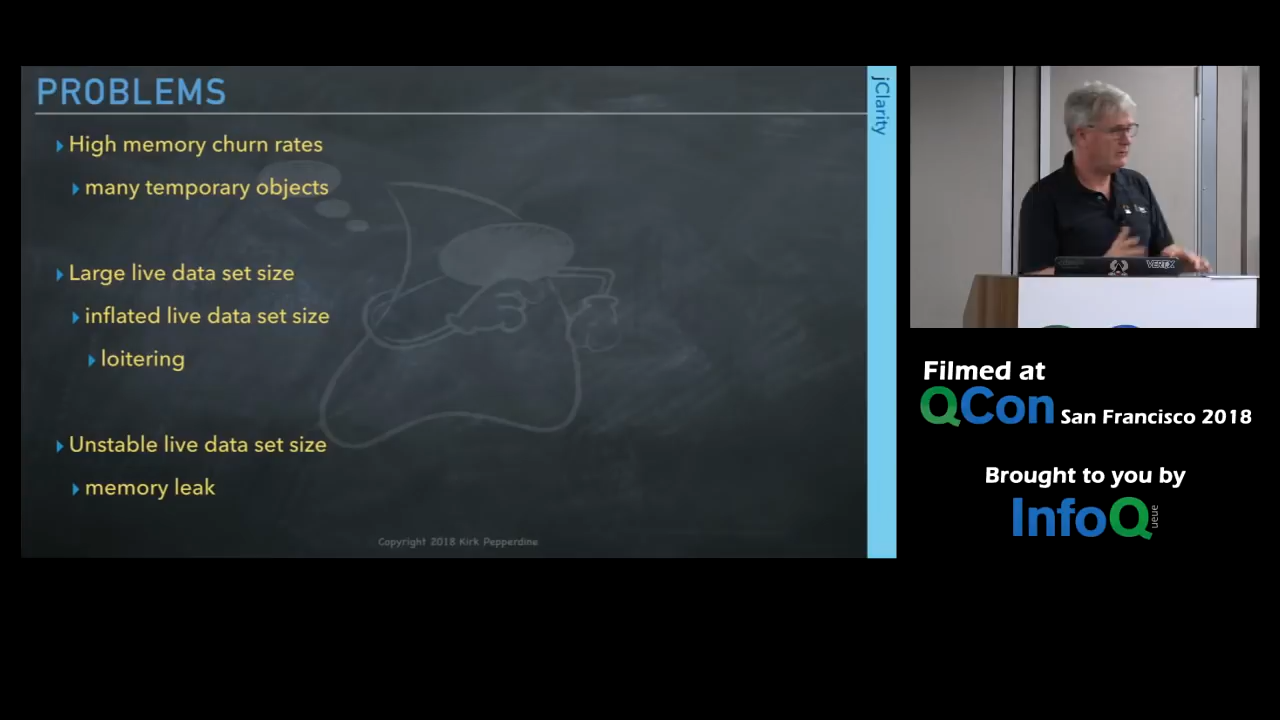 PROBLEMS
High memory churn rates
many temporary objects
Large live data set size
inflated live data set size
loitering
Unstable live data set size
memory leak
Copyright 2018 Kirk Pepperdine
jClarity
VERT.X
Filmed at
QCon San Francisco 2018
Brought to you by
InfoQ
ueue